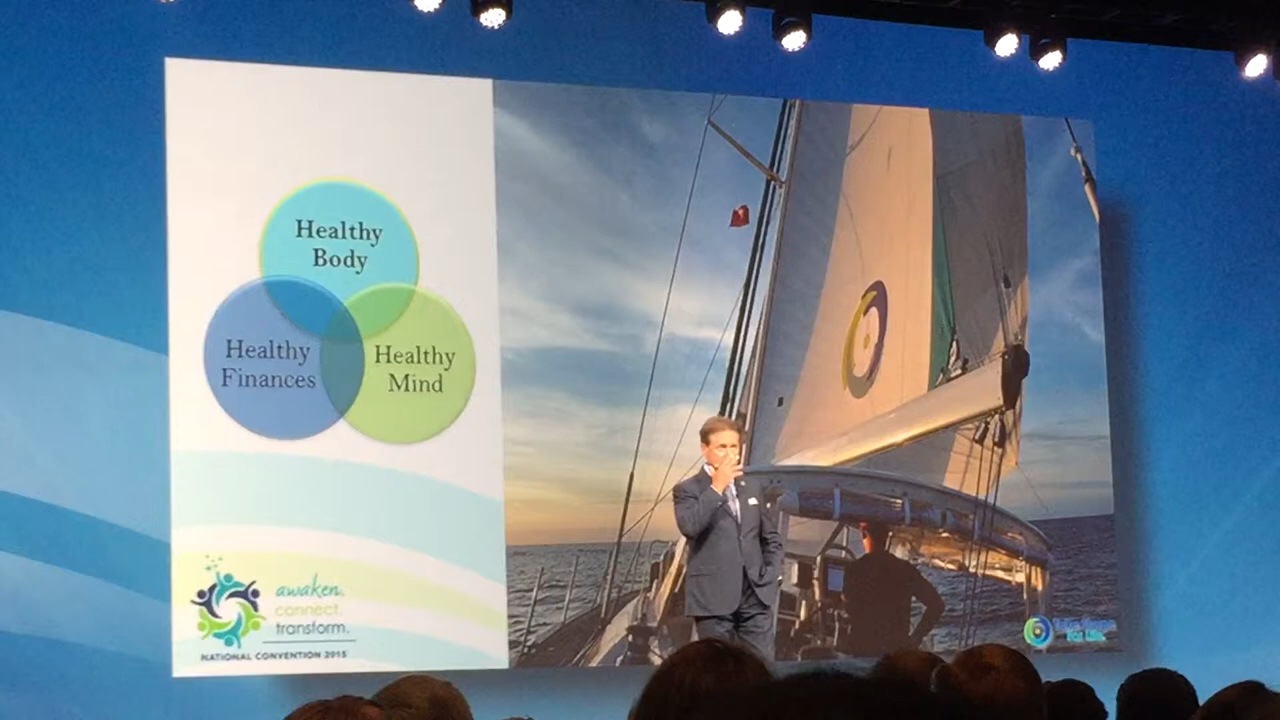 Healthy
Body
Healthy
Finances
Healthy
Mind
awaken.
connect.
transform.
NATIONAL CONVENTION 2015